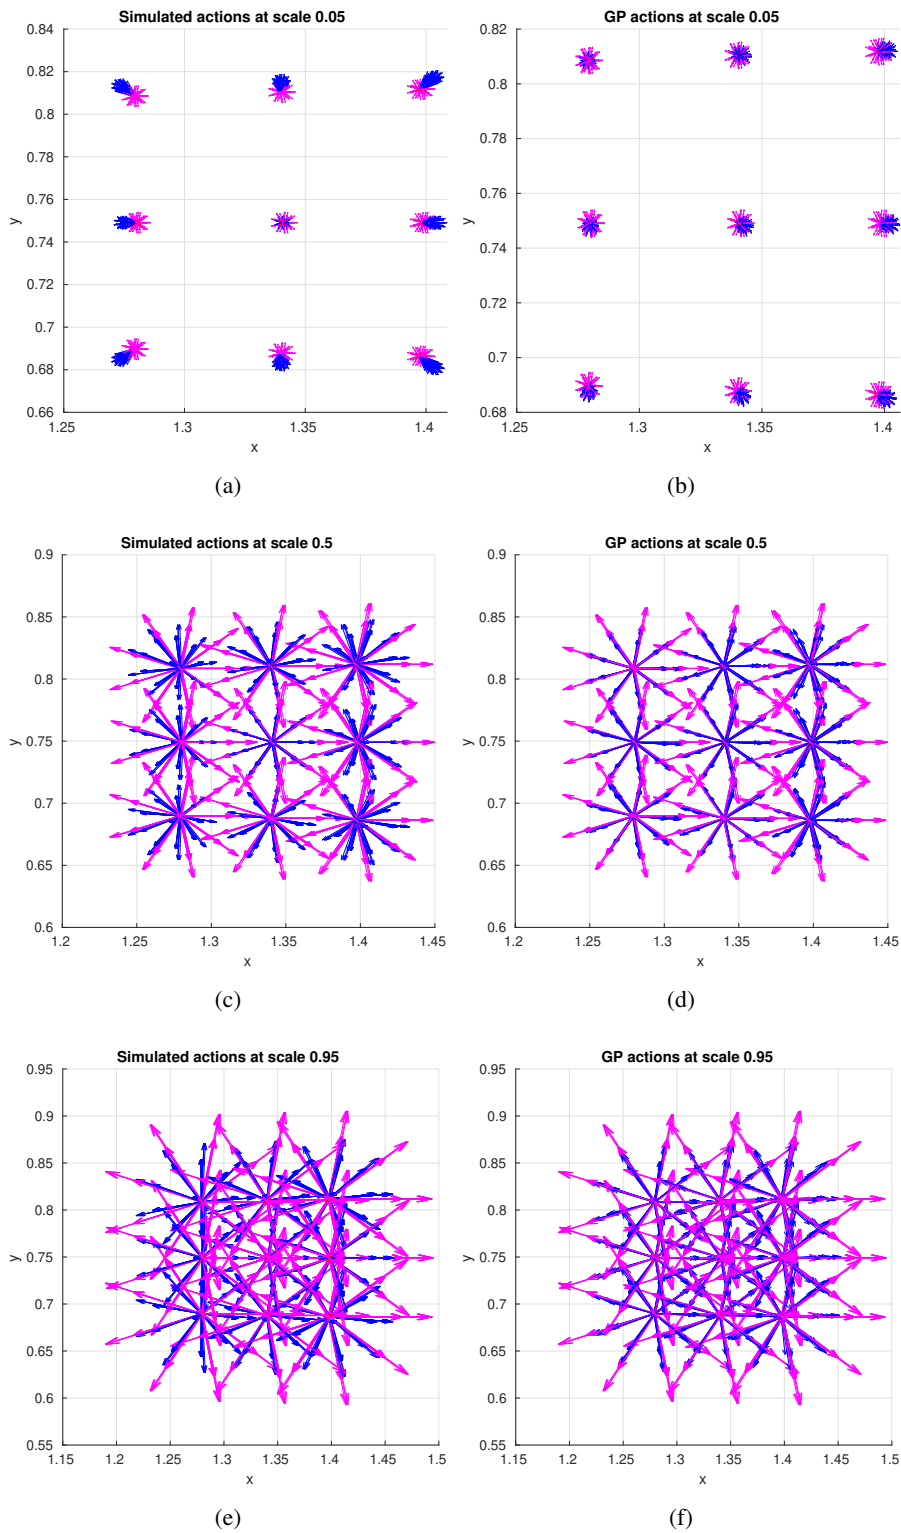 Simulated actions at scale 0.05
0.84
0.82
0.8
0.78
0.76
y
0.74
0.72
0.7
0.68
0.66
1.25 1.3 1.35 1.4
x
(a)
GP actions at scale 0.05
0.82
0.8
0.78
0.76
y
0.74
0.72
0.7
0.68
1.25 1.3 1.35 1.4
x
(b)
Simulated actions at scale 0.5
0.9
0.85
0.8
y
0.75
0.7
0.65
0.6
1.2 1.25 1.3 1.35 1.4 1.45
x
(c)
GP actions at scale 0.5
0.9
0.85
0.8
y
0.75
0.7
0.65
0.6
1.2 1.25 1.3 1.35 1.4 1.45
x
(d)
Simulated actions at scale 0.95
0.95
0.9
0.85
0.8
y
0.75
0.7
0.65
0.6
0.55
1.15 1.2 1.25 1.3 1.35 1.4 1.45 1.5
x
(e)
GP actions at scale 0.95
0.95
0.9
0.85
0.8
y
0.75
0.7
0.65
0.6
0.55
1.15 1.2 1.25 1.3 1.35 1.4 1.45 1.5
x
(f)